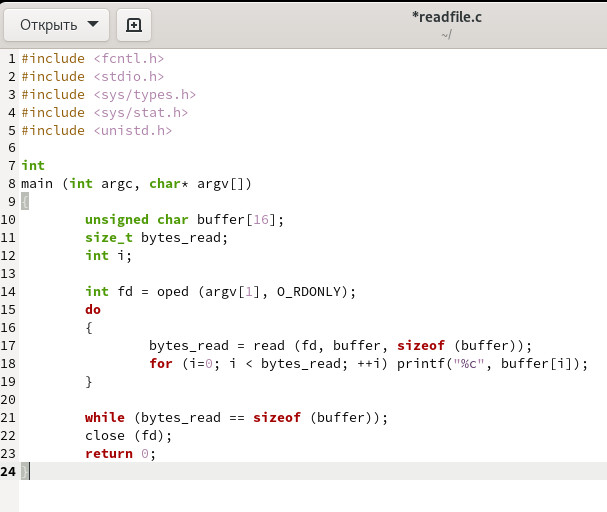 Открыть
*readfile.c
~/
1 #include <fcntl.h>
2 #include <stdio.h>
3 #include <sys/types.h>
4 #include <sys/stat.h>
5 #include <unistd.h>
6
7 int
8 main (int argc, char* argv[])
9 {
10 unsigned char buffer[16];
11 size_t bytes_read;
12 int i;
13
14 int fd = oped (argv[1], O_RDONLY);
15 do
16 {
17 bytes_read = read (fd, buffer, sizeof (buffer));
18 for (i=0; i < bytes_read; ++i) printf("%c", buffer[i]);
19 }
20
21 while (bytes_read == sizeof (buffer));
22 close (fd);
23 return 0;
24 }